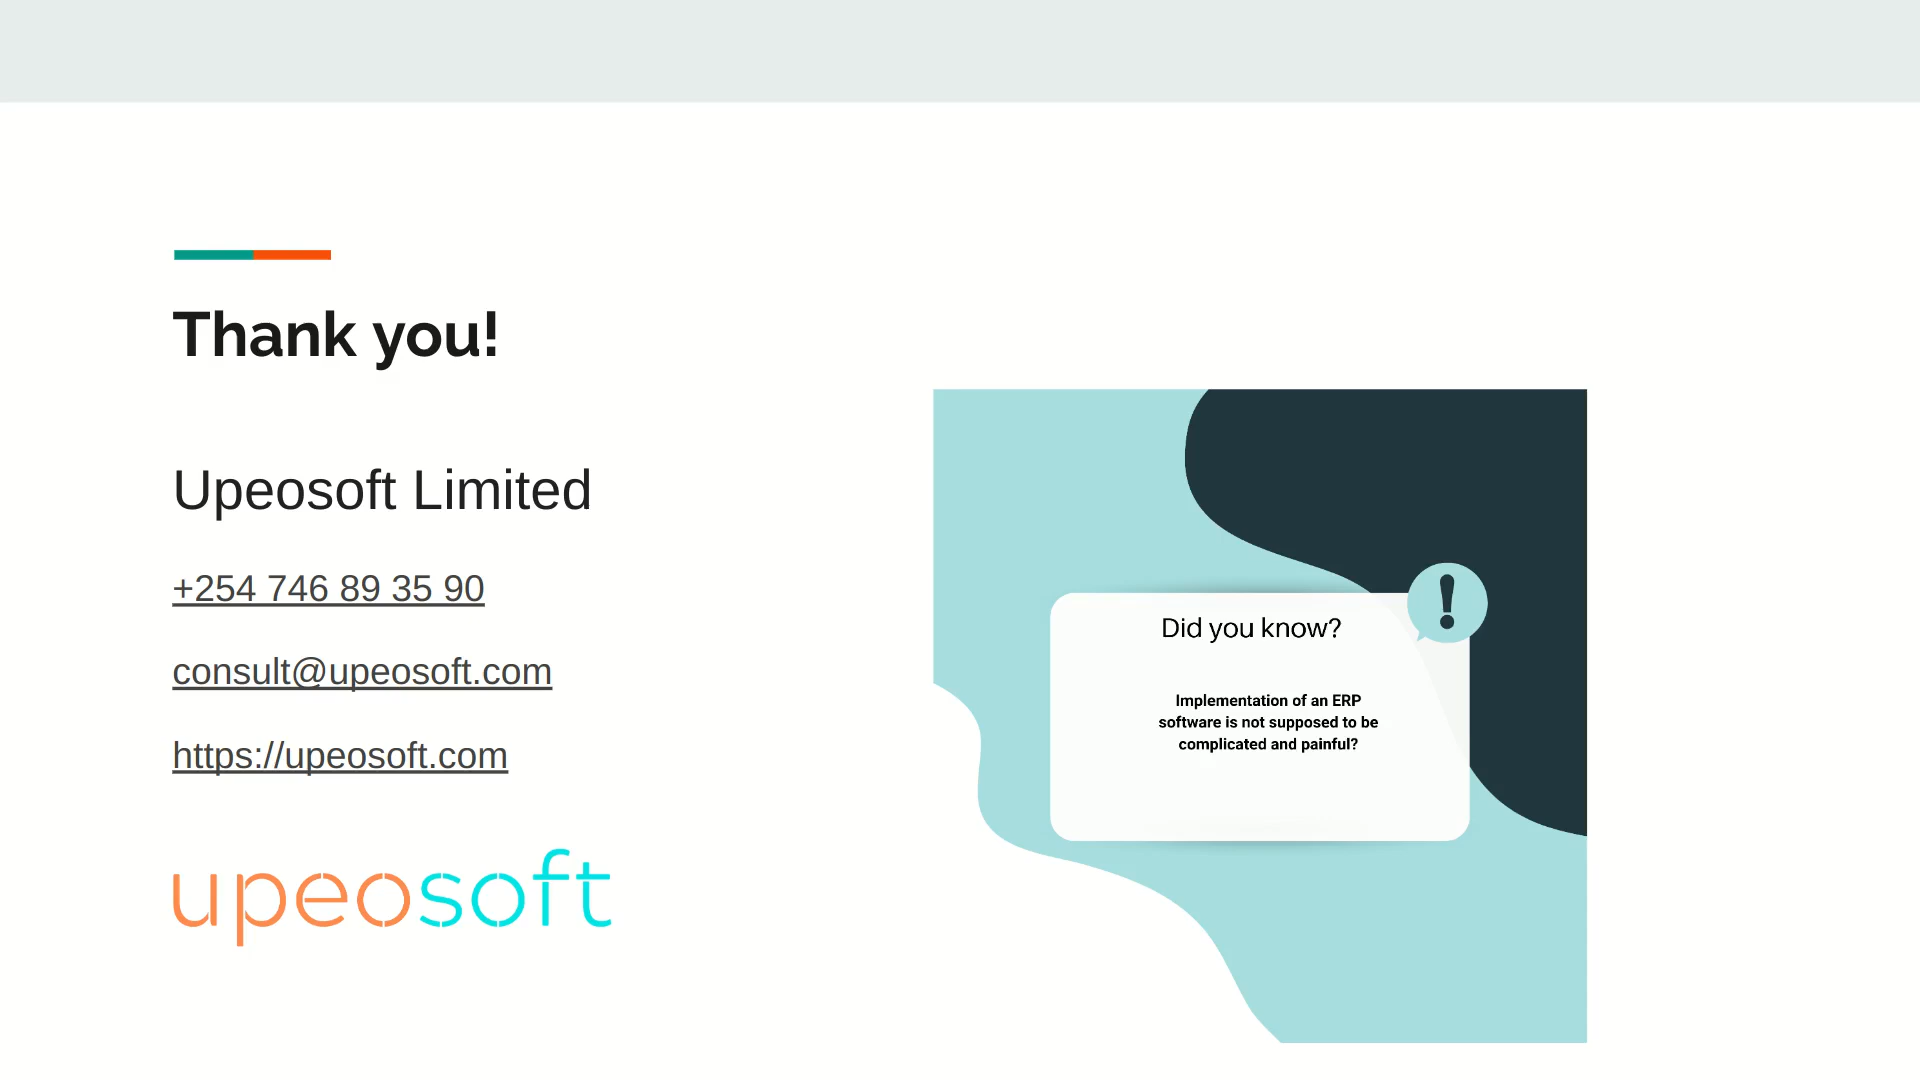 Thank you!
Upeosoft Limited
+254 746 89 35 90
consult@upeosoft.com
https://upeosoft.com
upeosoft
Did you know?
Implementation of an ERP
software is not supposed to be
complicated and painful?